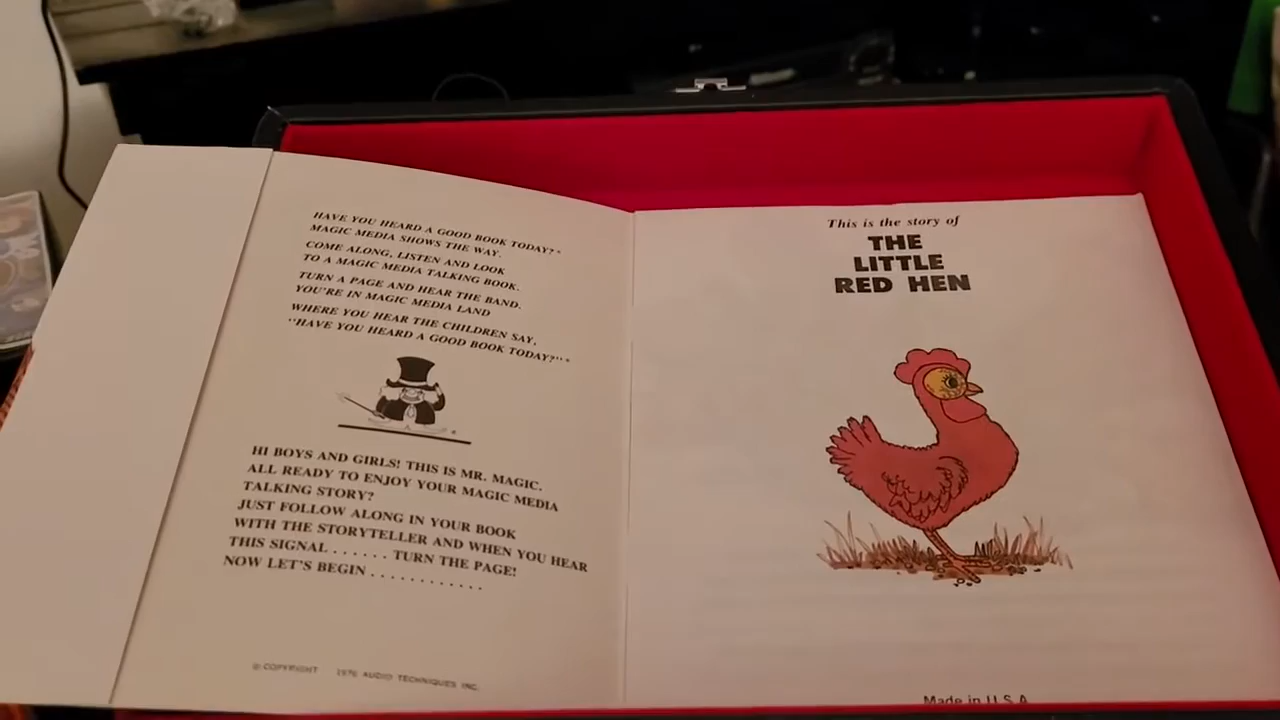 HAVE YOU HEARD A GOOD BOOK TODAY?*
MAGIC MEDIA SHOWS THE WAY.
COME ALONG, LISTEN AND LOOK
TO A MAGIC MEDIA TALKING BOOK.
TURN A PAGE AND HEAR THE BAND.
YOU'RE IN MAGIC MEDIA LAND
WHERE YOU HEAR THE CHILDREN SAY,
"HAVE YOU HEARD A GOOD BOOK TODAY?"*
HI BOYS AND GIRLS! THIS IS MR. MAGIC.
ALL READY TO ENJOY YOUR MAGIC MEDIA
TALKING STORY?
JUST FOLLOW ALONG IN YOUR BOOK
WITH THE STORYTELLER AND WHEN YOU HEAR
THIS SIGNAL . . . . . . TURN THE PAGE!
NOW LET'S BEGIN . . . . . . . . . . . .
© COPYRIGHT 1970 AUDIO TECHNIQUES INC.
This is the story of
THE
LITTLE
RED HEN
Made in U.S.A.